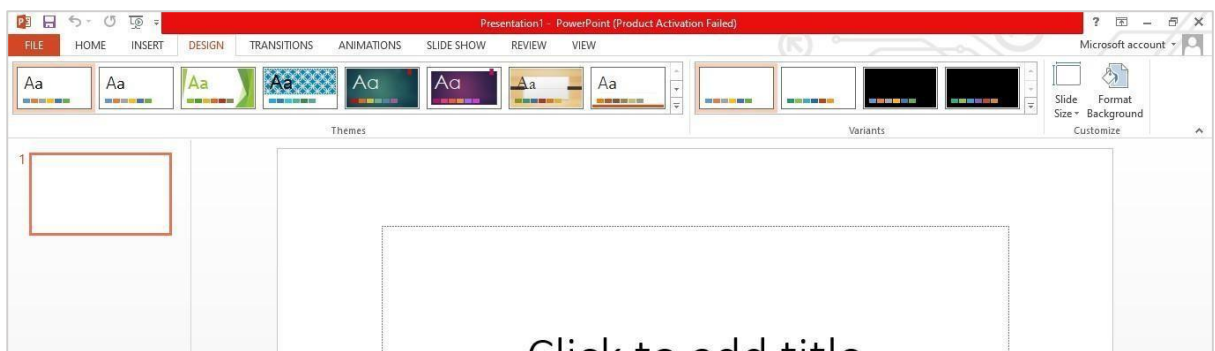 Presentation1 - PowerPoint (Product Activation Failed)
?
FILE HOME INSERT DESIGN TRANSITIONS ANIMATIONS SLIDE SHOW REVIEW VIEW Microsoft account
Aa Aa Aa Aa Aa Aa Aa Aa
Slide Size
Format Background
Themes Variants Customize
1
Click to add title